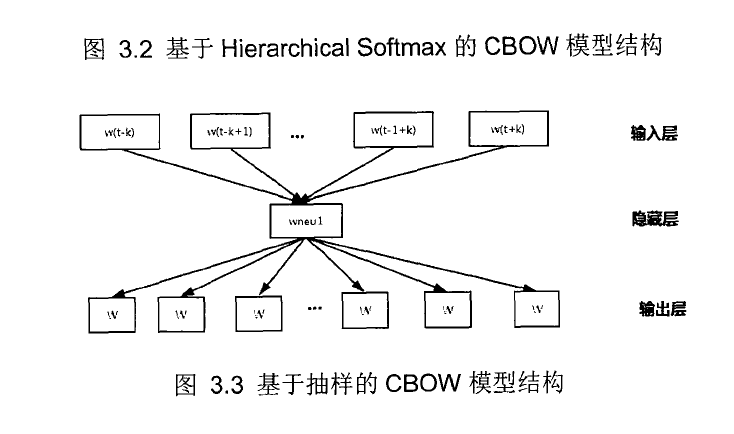 图 3.2 基于 Hierarchical Softmax 的 CBOW 模型结构
w(t-k) w(t-k+1) ... w(t-1+k) w(t+k) 输入层
wneu1 隐藏层
W W W ... W W W 输出层
图 3.3 基于抽样的 CBOW 模型结构